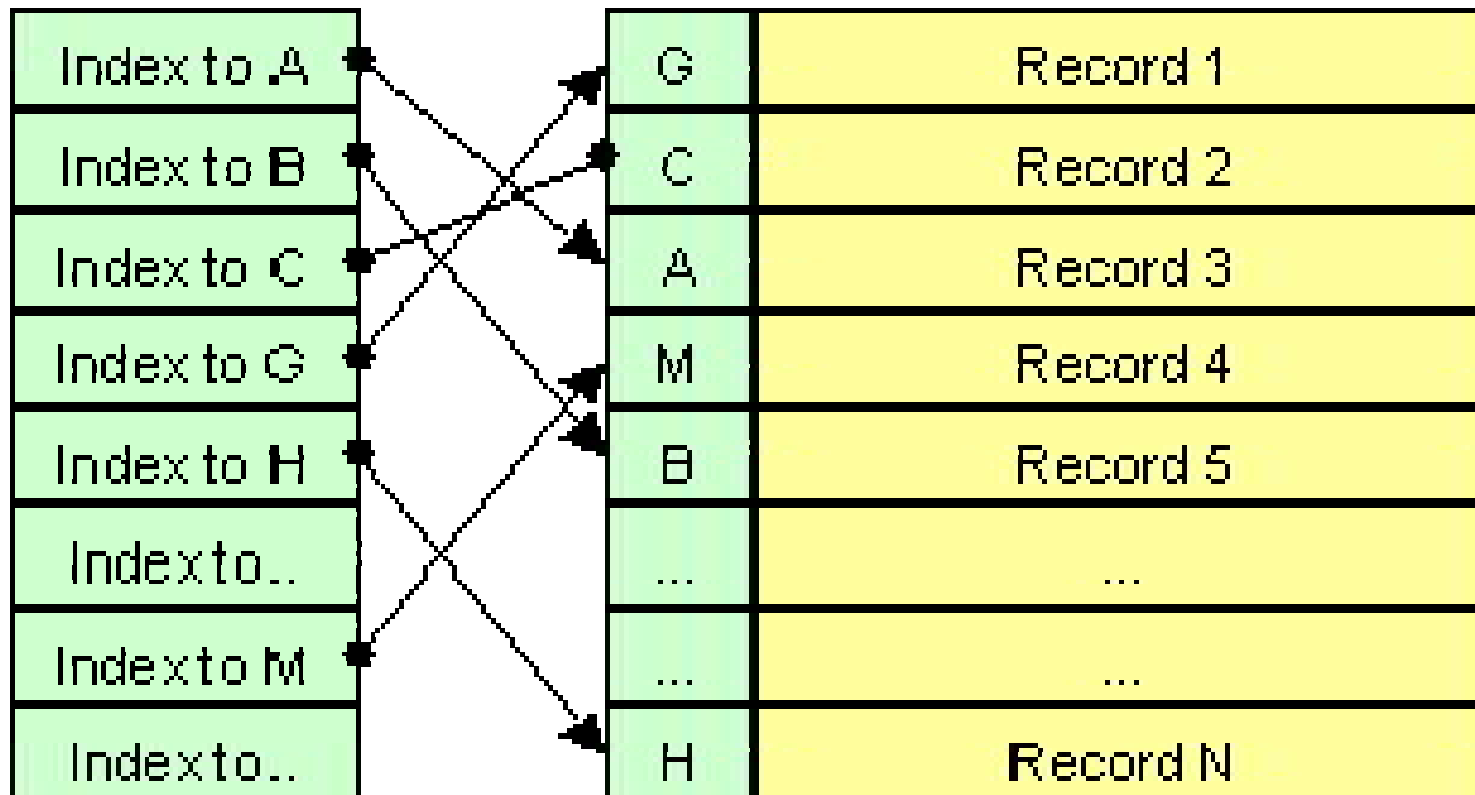 Index to A G Record 1
Index to B C Record 2
Index to C A Record 3
Index to G M Record 4
Index to H B Record 5
Index to.. ... ...
Index to M ... ...
Index to.. H Record N